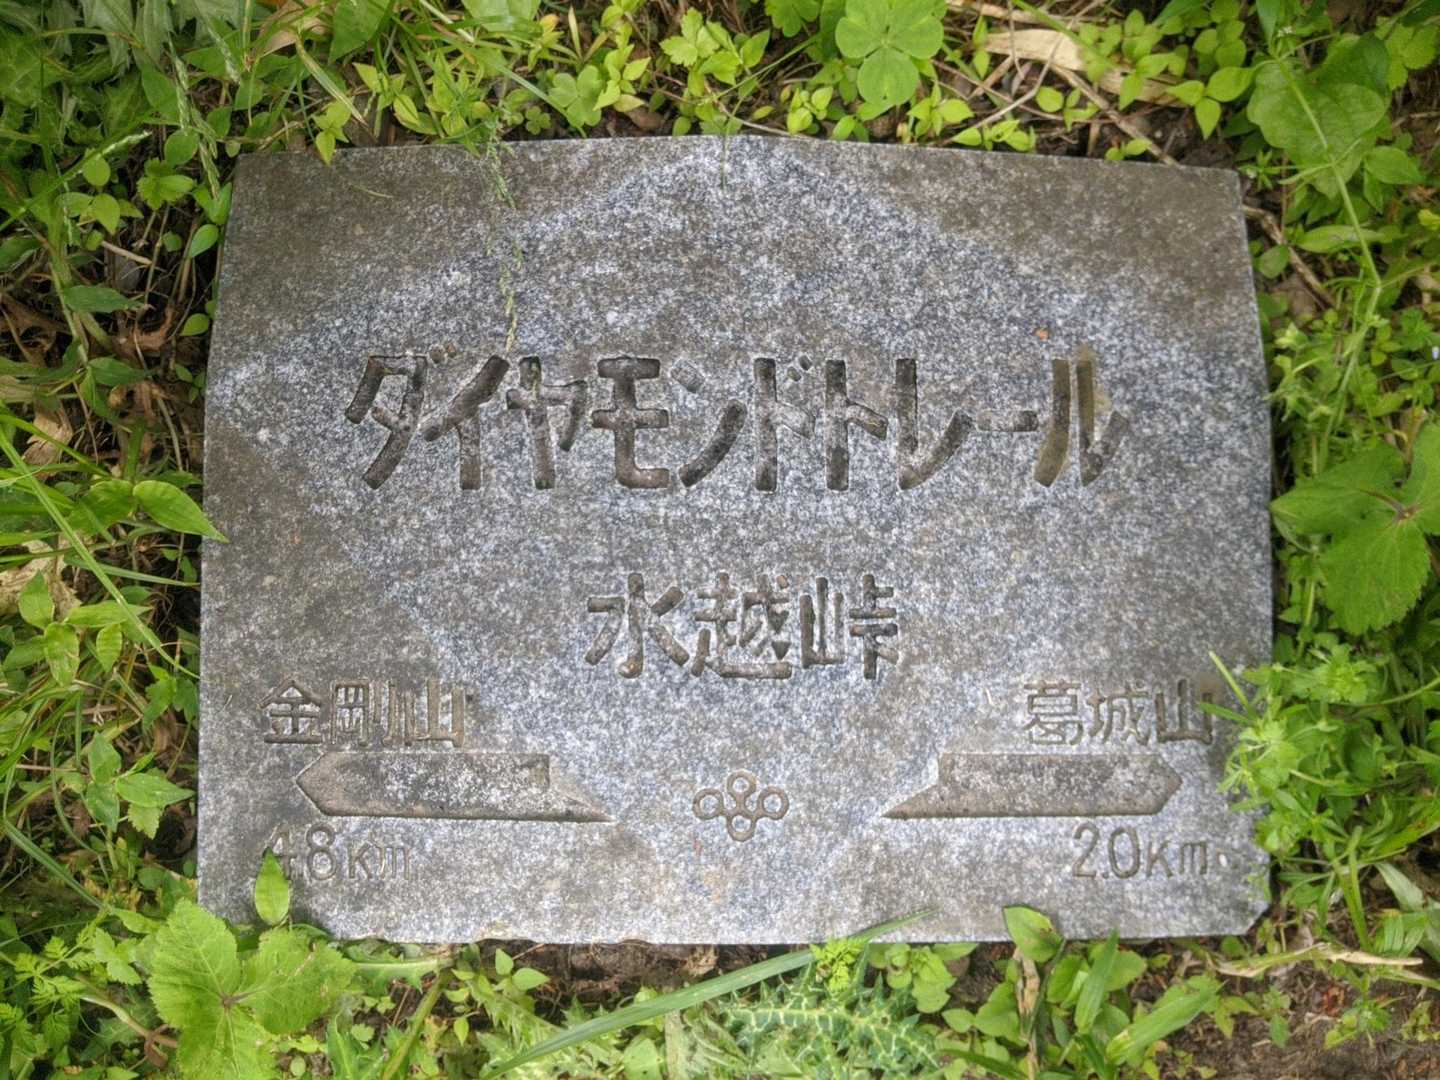 ダイヤモンドトレール
水越峠
金剛山 葛城山
4.8km 2.0km